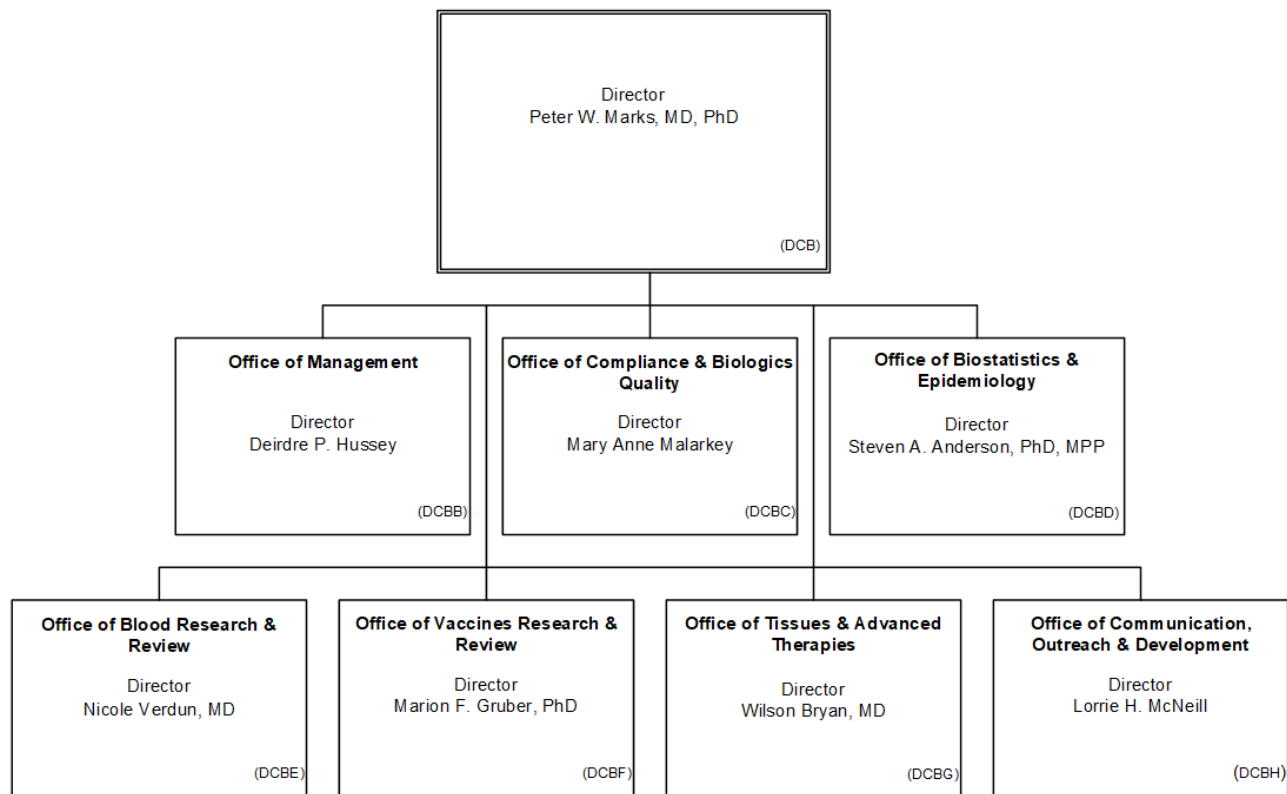 Director
Peter W. Marks, MD, PhD
(DCB)
Office of Management
Director
Deirdre P. Hussey
(DCBB)
Office of Compliance & Biologics
Quality
Director
Mary Anne Malarkey
(DCBC)
Office of Biostatistics &
Epidemiology
Director
Steven A. Anderson, PhD, MPP
(DCBD)
Office of Blood Research &
Review
Director
Nicole Verdun, MD
(DCBE)
Office of Vaccines Research &
Review
Director
Marion F. Gruber, PhD
(DCBF)
Office of Tissues & Advanced
Therapies
Director
Wilson Bryan, MD
(DCBG)
Office of Communication,
Outreach & Development
Director
Lorrie H. McNeill
(DCBH)